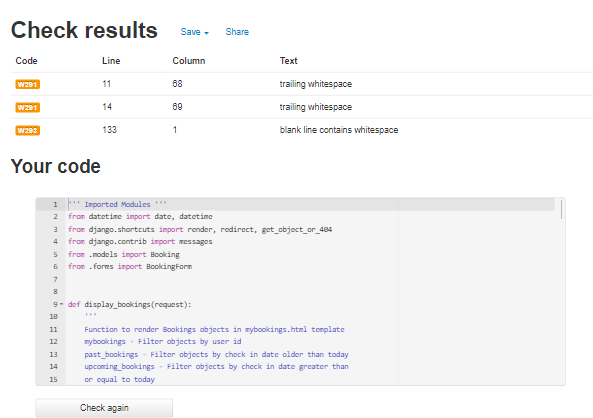 Check results Save Share
Code Line Column Text
W291 11 68 trailing whitespace
W291 14 69 trailing whitespace
W293 133 1 blank line contains whitespace
Your code
1 ''' Imported Modules '''
2 from datetime import date, datetime
3 from django.shortcuts import render, redirect, get_object_or_404
4 from django.contrib import messages
5 from .models import Booking
6 from .forms import BookingForm
7
8
9 def display_bookings(request):
10 '''
11 Function to render Bookings objects in mybookings.html template
12 mybookings - Filter objects by user id
13 past_bookings - Filter objects by check in date older than today
14 upcoming_bookings - Filter objects by check in date greater than
15 or equal to today
Check again